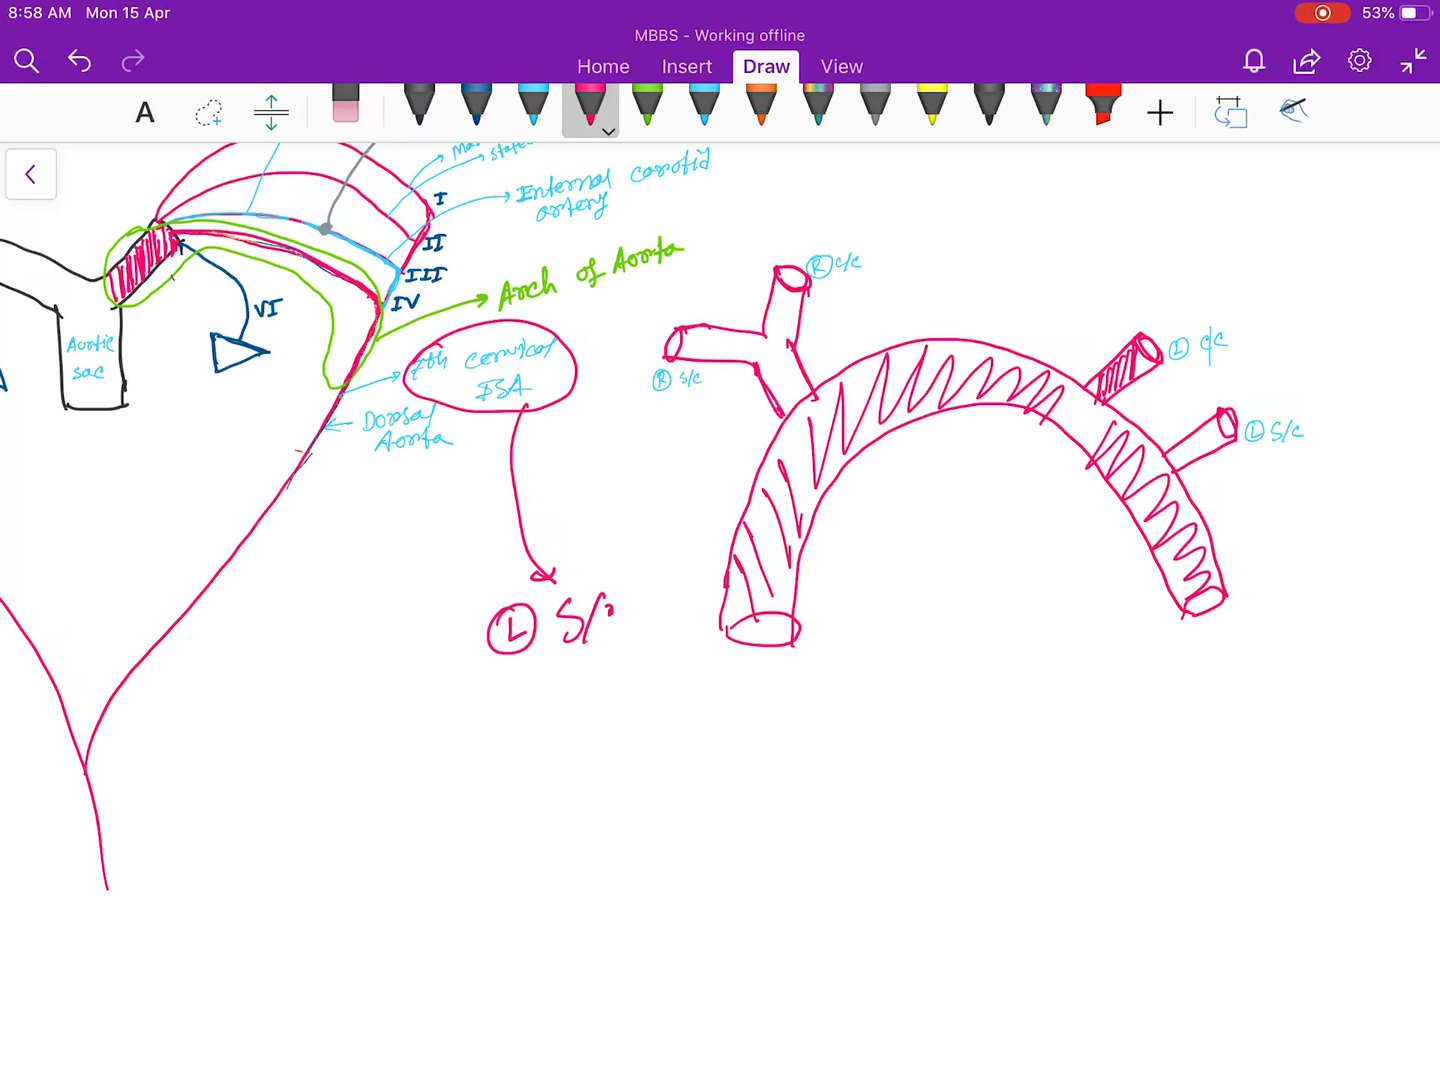 8:58 AM Mon 15 Apr
53%
MBBS - Working offline
Home Insert Draw View
A
I
Internal carotid
artery
II
III
IV
Arch of Aorta
VI
Aortic
sac
7th cervical
ISA
Dorsal
Aorta
L S/
R C/C
R S/C
L C/C
L S/C